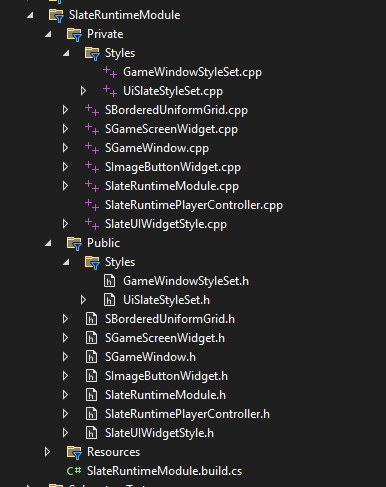 SlateRuntimeModule
Private
Styles
GameWindowStyleSet.cpp
UiSlateStyleSet.cpp
SBorderedUniformGrid.cpp
SGameScreenWidget.cpp
SGameWindow.cpp
SImageButtonWidget.cpp
SlateRuntimeModule.cpp
SlateRuntimePlayerController.cpp
SlateUIWidgetStyle.cpp
Public
Styles
GameWindowStyleSet.h
UiSlateStyleSet.h
SBorderedUniformGrid.h
SGameScreenWidget.h
SGameWindow.h
SImageButtonWidget.h
SlateRuntimeModule.h
SlateRuntimePlayerController.h
SlateUIWidgetStyle.h
Resources
C# SlateRuntimeModule.build.cs